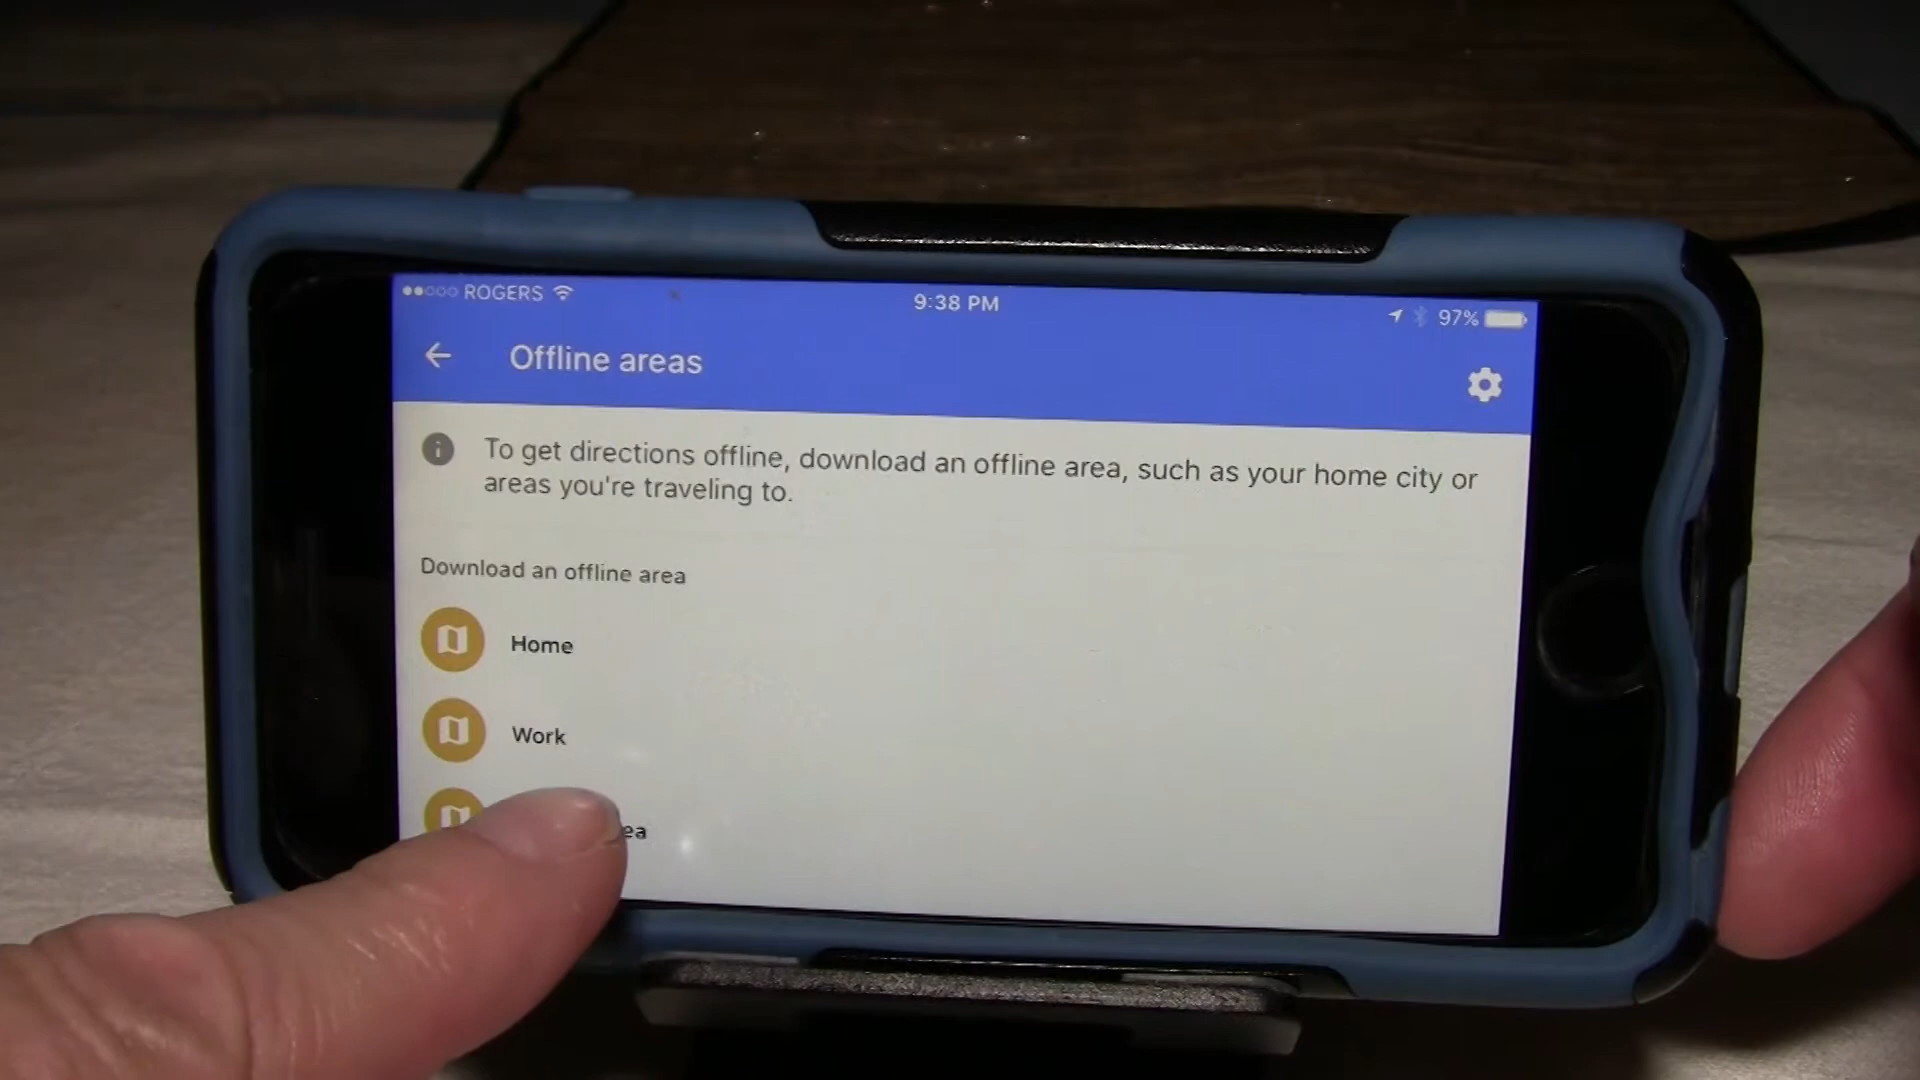 ROGERS
9:38 PM
97%
Offline areas
To get directions offline, download an offline area, such as your home city or
areas you're traveling to.
Download an offline area
Home
Work